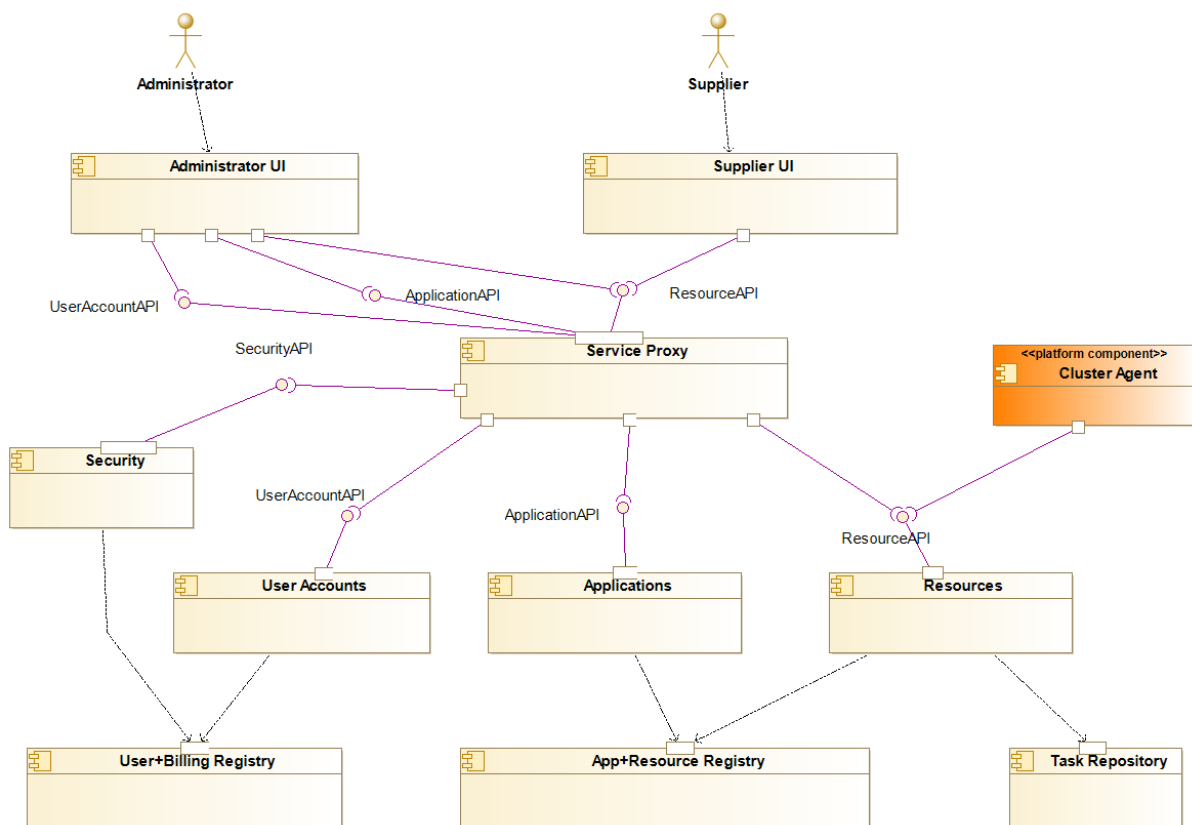 Administrator
Supplier
Administrator UI
Supplier UI
UserAccountAPI
ApplicationAPI
ResourceAPI
SecurityAPI
Service Proxy
<<platform component>>
Cluster Agent
Security
UserAccountAPI
ApplicationAPI
ResourceAPI
User Accounts
Applications
Resources
User+Billing Registry
App+Resource Registry
Task Repository